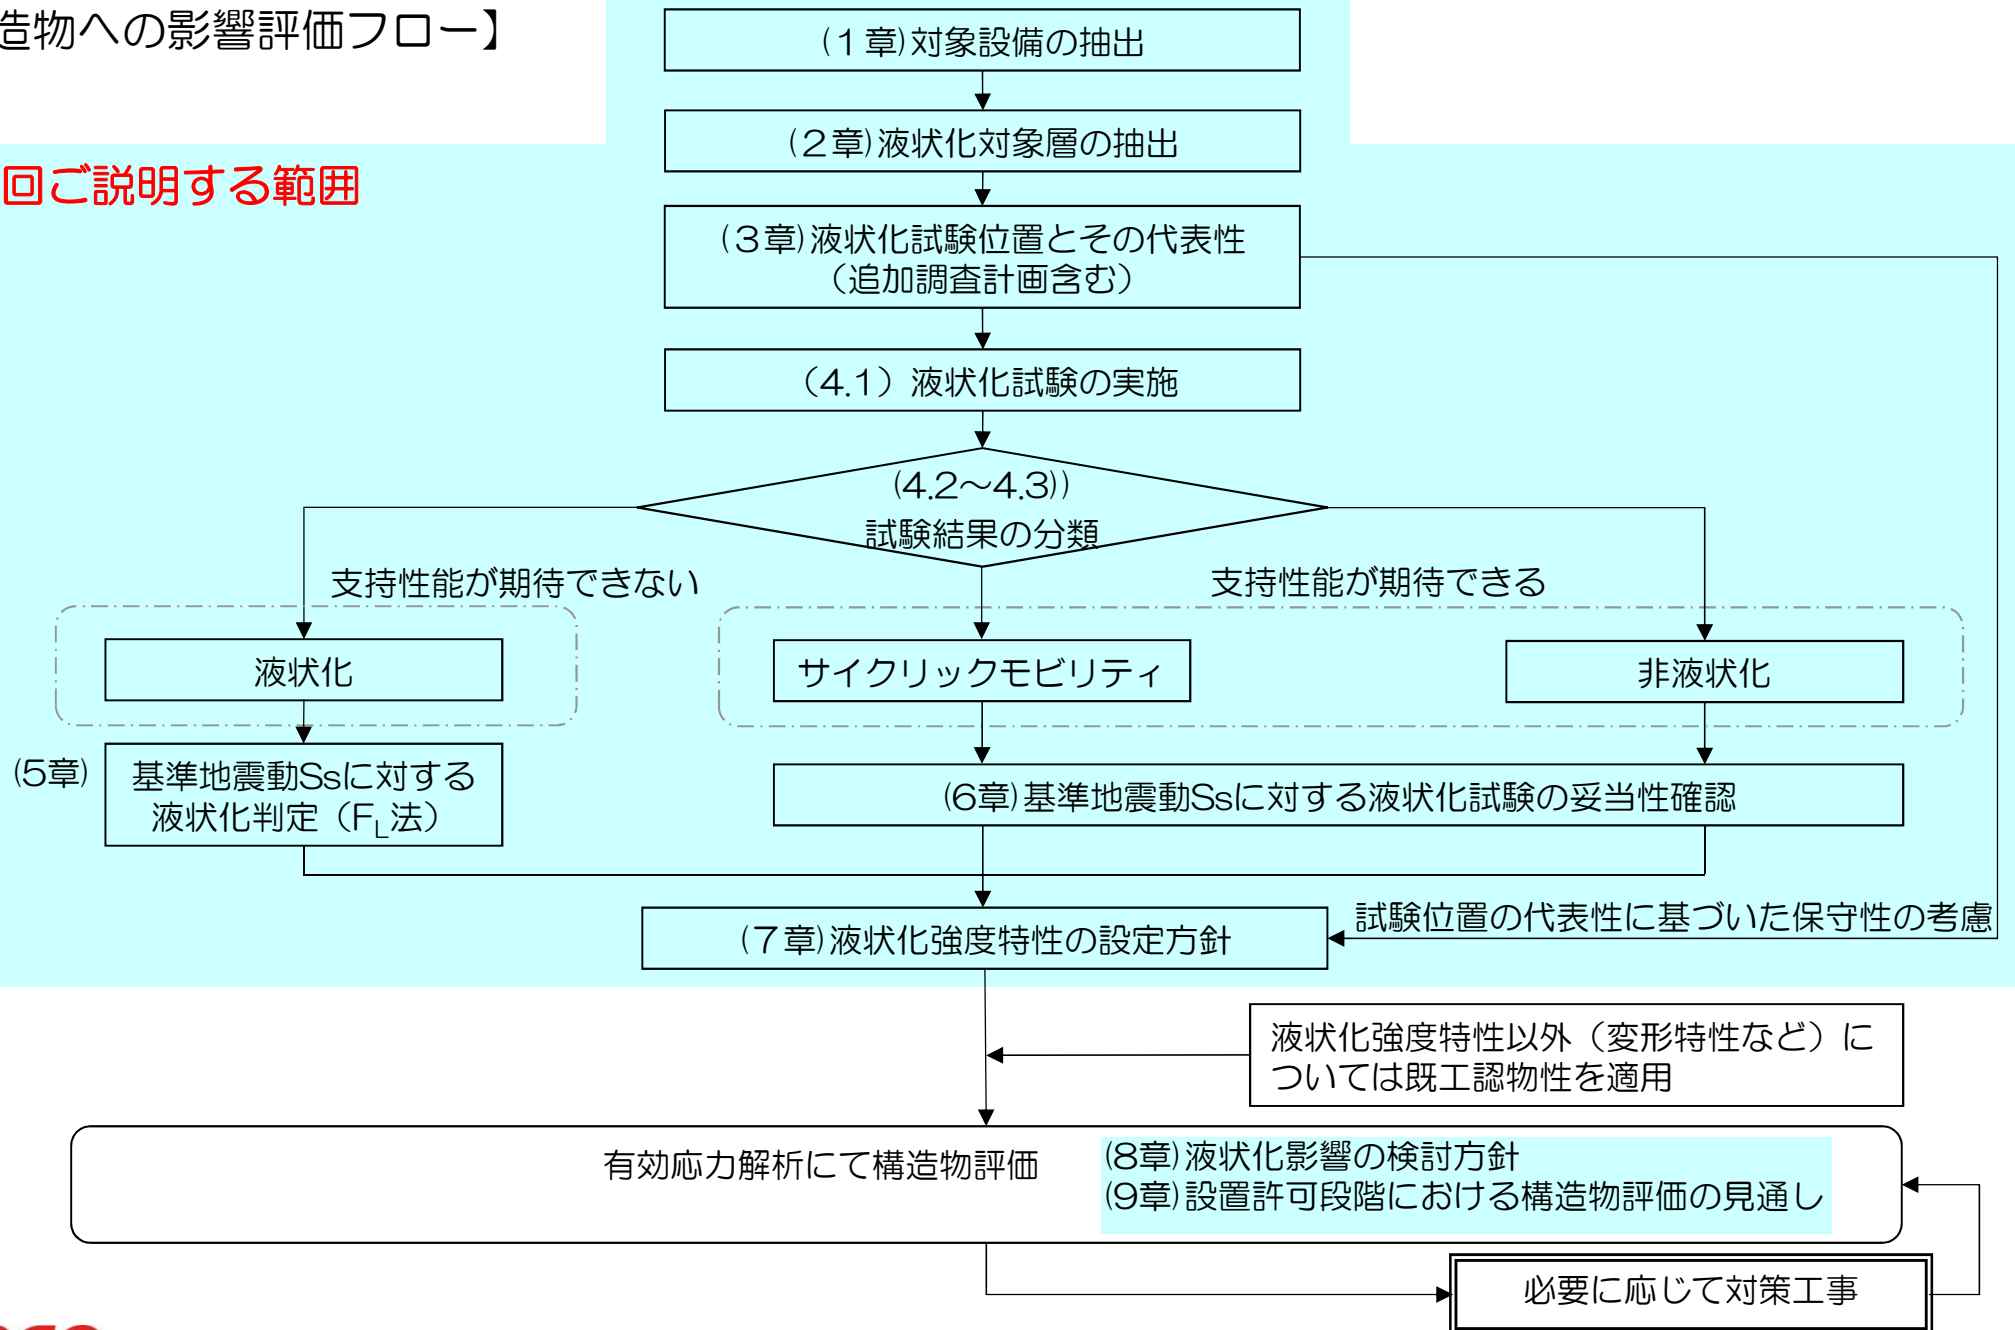 造物への影響評価フロー】
(1章)対象設備の抽出
(2章)液状化対象層の抽出
回ご説明する範囲
(3章)液状化試験位置とその代表性
（追加調査計画含む）
（4.1）液状化試験の実施
(4.2～4.3))
試験結果の分類
支持性能が期待できない
支持性能が期待できる
液状化
サイクリックモビリティ
非液状化
(5章)
基準地震動Ssに対する
液状化判定（FL法）
(6章)基準地震動Ssに対する液状化試験の妥当性確認
試験位置の代表性に基づいた保守性の考慮
(7章)液状化強度特性の設定方針
液状化強度特性以外（変形特性など）に
ついては既工認物性を適用
有効応力解析にて構造物評価
(8章)液状化影響の検討方針
(9章)設置許可段階における構造物評価の見通し
必要に応じて対策工事